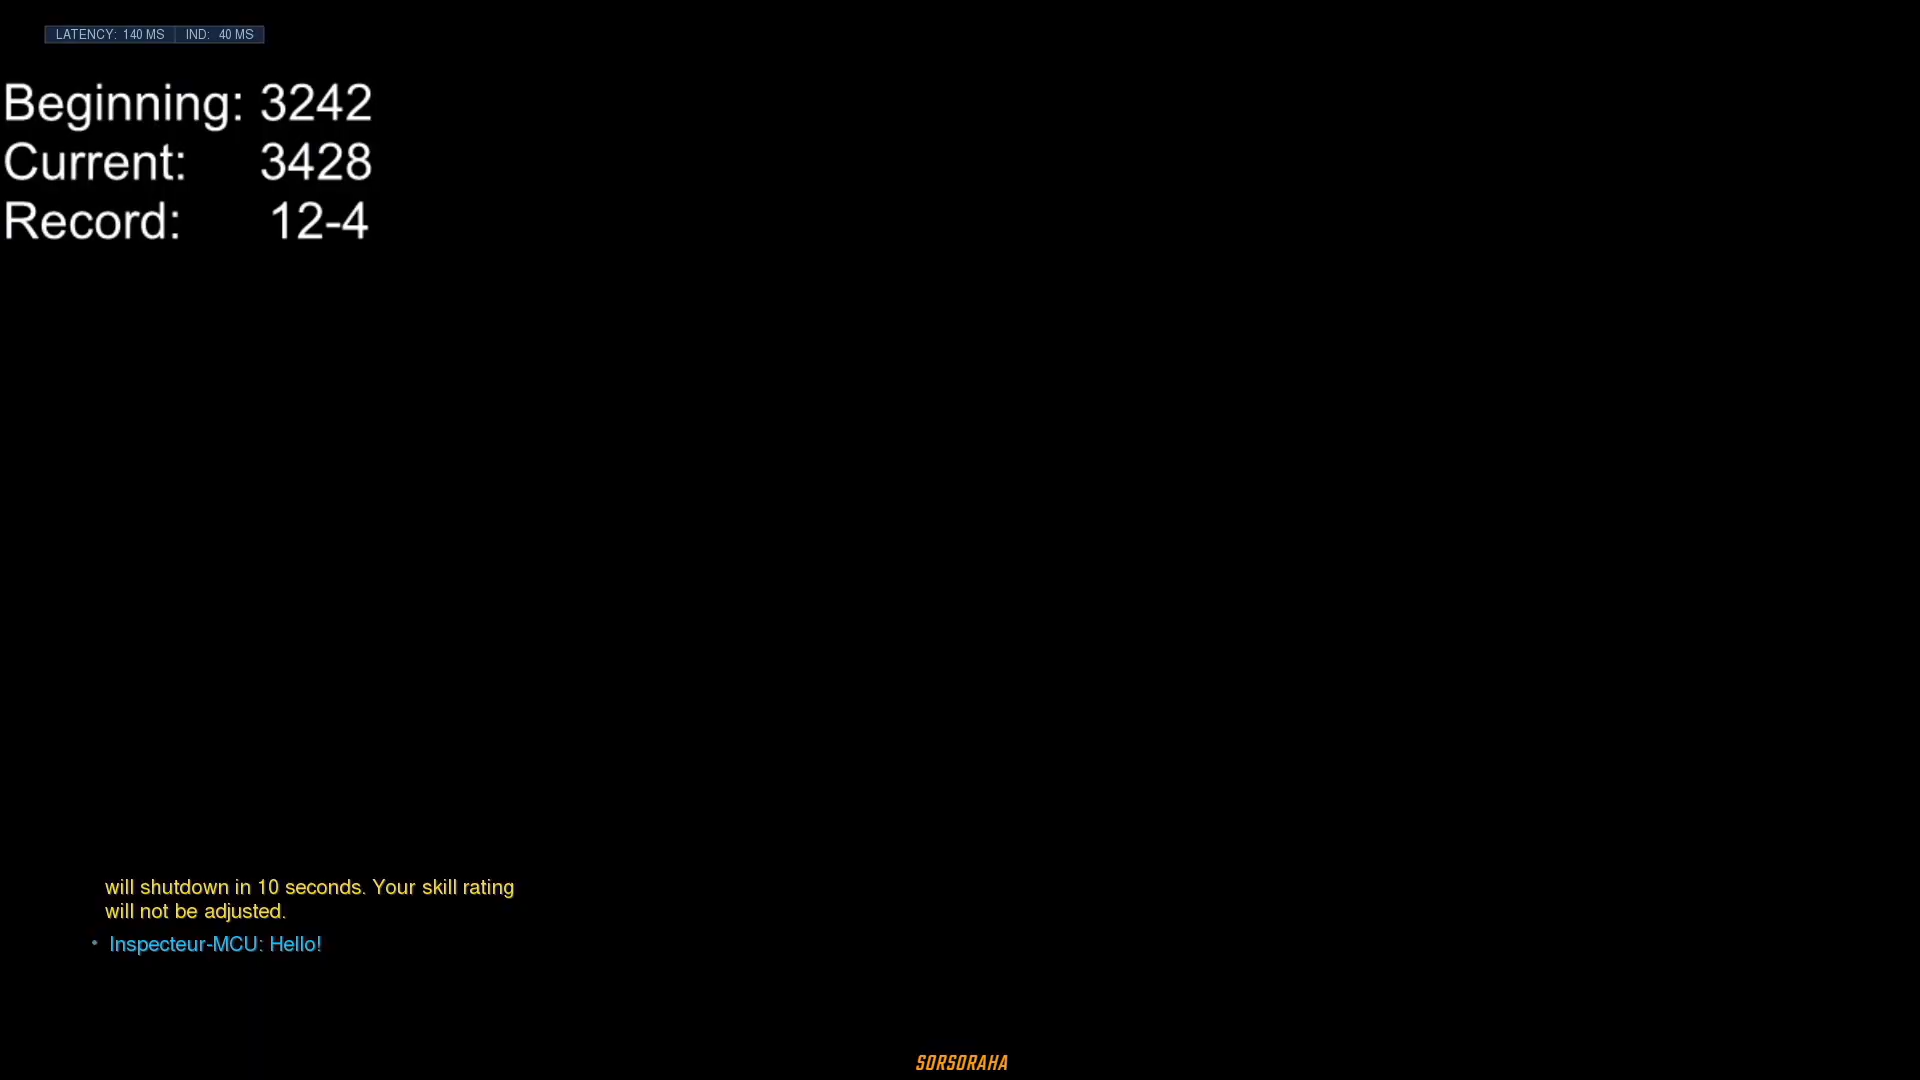 LATENCY: 140 MS IND: 40 MS
Beginning: 3242
Current: 3428
Record: 12-4
will shutdown in 10 seconds. Your skill rating
will not be adjusted.
• Inspecteur-MCU: Hello!
SORSORAHA